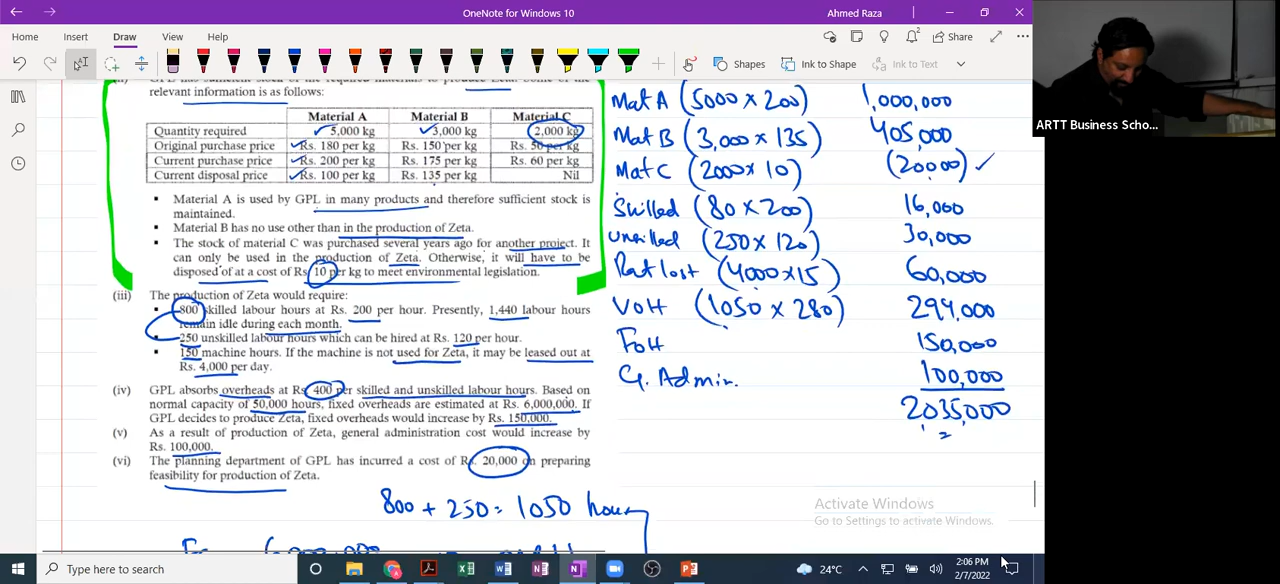 OneNote for Windows 10
Ahmed Raza
Home Insert Draw View Help
Share
Shapes
Ink to Shape
Ink to Text
ARTT Business Scho...
relevant information is as follows:
Material A Material B Material C
Quantity required 5,000 kg 3,000 kg 2,000 kg
Original purchase price Rs. 180 per kg Rs. 150 per kg Rs. 50 per kg
Current purchase price Rs. 200 per kg Rs. 175 per kg Rs. 60 per kg
Current disposal price Rs. 100 per kg Rs. 135 per kg Nil
▪ Material A is used by GPL in many products and therefore sufficient stock is
maintained.
▪ Material B has no use other than in the production of Zeta.
▪ The stock of material C was purchased several years ago for another project. It
can only be used in the production of Zeta. Otherwise, it will have to be
disposed of at a cost of Rs. 10 per kg to meet environmental legislation.
(iii) The production of Zeta would require:
▪ 800 skilled labour hours at Rs. 200 per hour. Presently, 1,440 labour hours
remain idle during each month.
▪ 250 unskilled labour hours which can be hired at Rs. 120 per hour.
▪ 150 machine hours. If the machine is not used for Zeta, it may be leased out at
Rs. 4,000 per day.
(iv) GPL absorbs overheads at Rs. 400 per skilled and unskilled labour hours. Based on
normal capacity of 50,000 hours, fixed overheads are estimated at Rs. 6,000,000. If
GPL decides to produce Zeta, fixed overheads would increase by Rs. 150,000.
(v) As a result of production of Zeta, general administration cost would increase by
Rs. 100,000.
(vi) The planning department of GPL has incurred a cost of Rs. 20,000 on preparing
feasibility for production of Zeta.
800 + 250 = 1050 hours
Mat A (5000 x 200) 1,000,000
Mat B (3,000 x 135) 405,000
Mat C (2000 x 10) (20,000) ✓
Skilled (80 x 200) 16,000
(250 x 120) 30,000
lost (4000 x 15) 60,000
VOH (1050 x 280) 294,000
FOH 150,000
G. Admin. 100,000
2035,000
Activate Windows
Go to Settings to activate Windows.
Type here to search
24°C
2:06 PM
2/7/2022